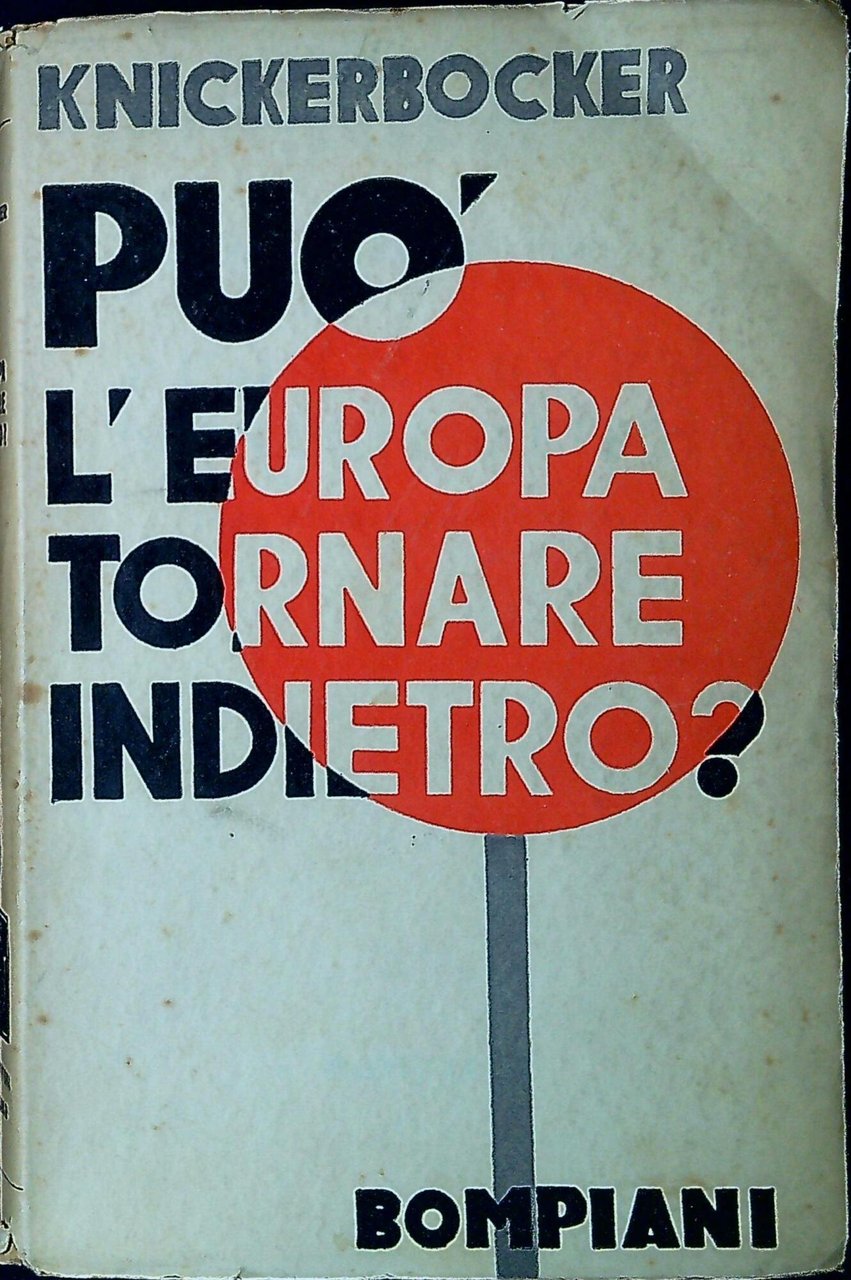 KNICKERBOCKER
PUO'
L'EUROPA
TORNARE
INDIETRO?
BOMPIANI